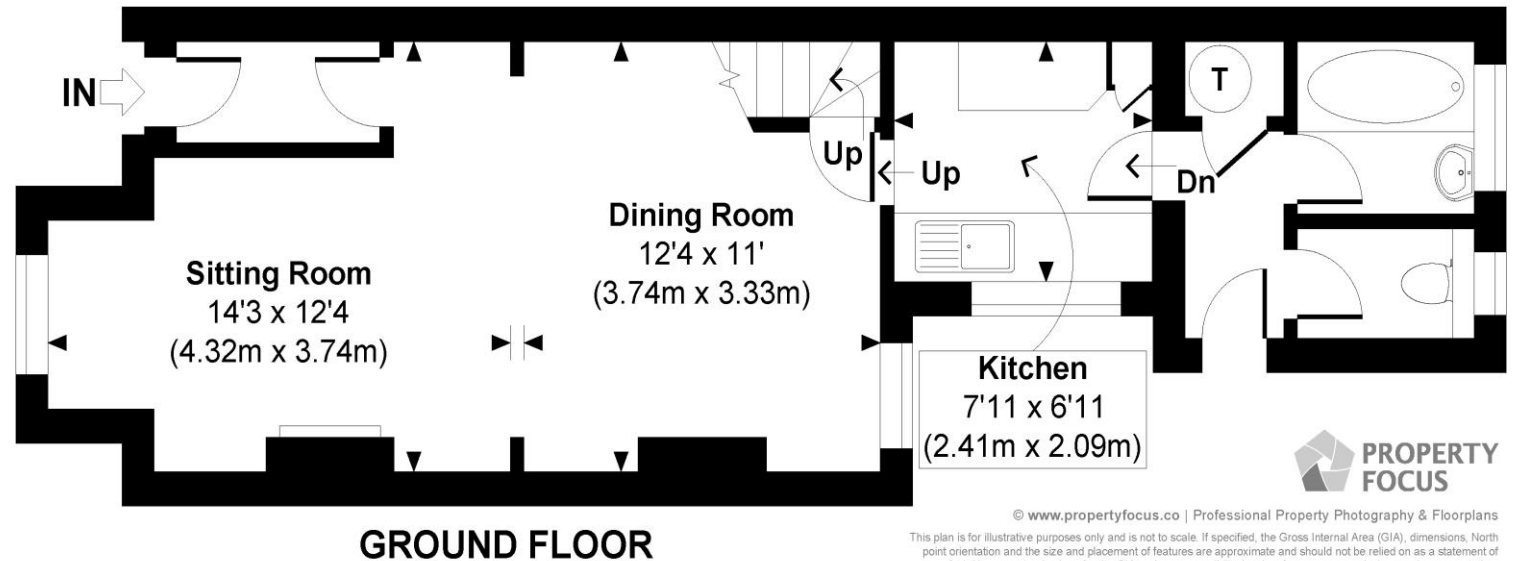 IN
T
Up
Up
Dn
Dining Room
12'4 x 11'
(3.74m x 3.33m)
Sitting Room
14'3 x 12'4
(4.32m x 3.74m)
Kitchen
7'11 x 6'11
(2.41m x 2.09m)
PROPERTY
FOCUS
GROUND FLOOR
© www.propertyfocus.co | Professional Property Photography & Floorplans
This plan is for illustrative purposes only and is not to scale. If specified, the Gross Internal Area (GIA), dimensions, North
point orientation and the size and placement of features are approximate and should not be relied on as a statement of